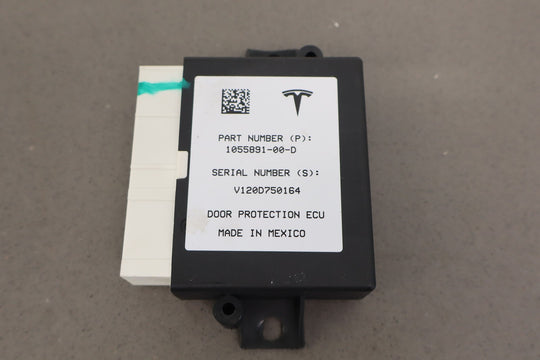 PART NUMBER (P):
1055891-00-D
SERIAL NUMBER (S):
V120D750164
DOOR PROTECTION ECU
MADE IN MEXICO